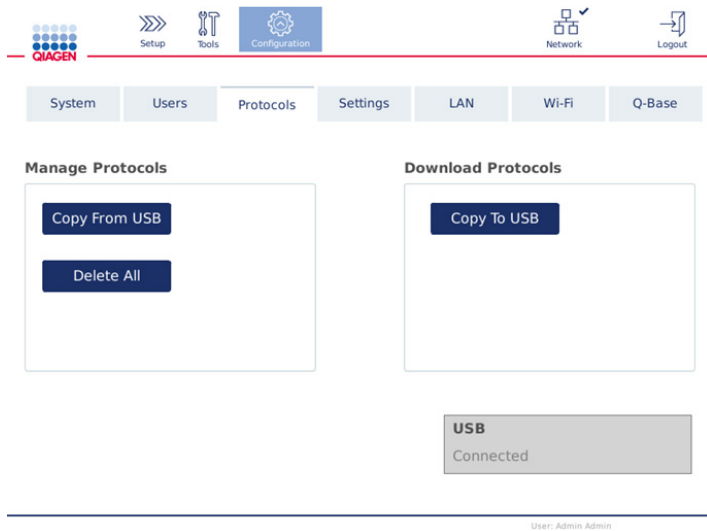 QIAGEN
Setup
Tools
Configuration
Network
Logout
System
Users
Protocols
Settings
LAN
Wi-Fi
Q-Base
Manage Protocols
Download Protocols
Copy From USB
Copy To USB
Delete All
USB
Connected
User: Admin Admin